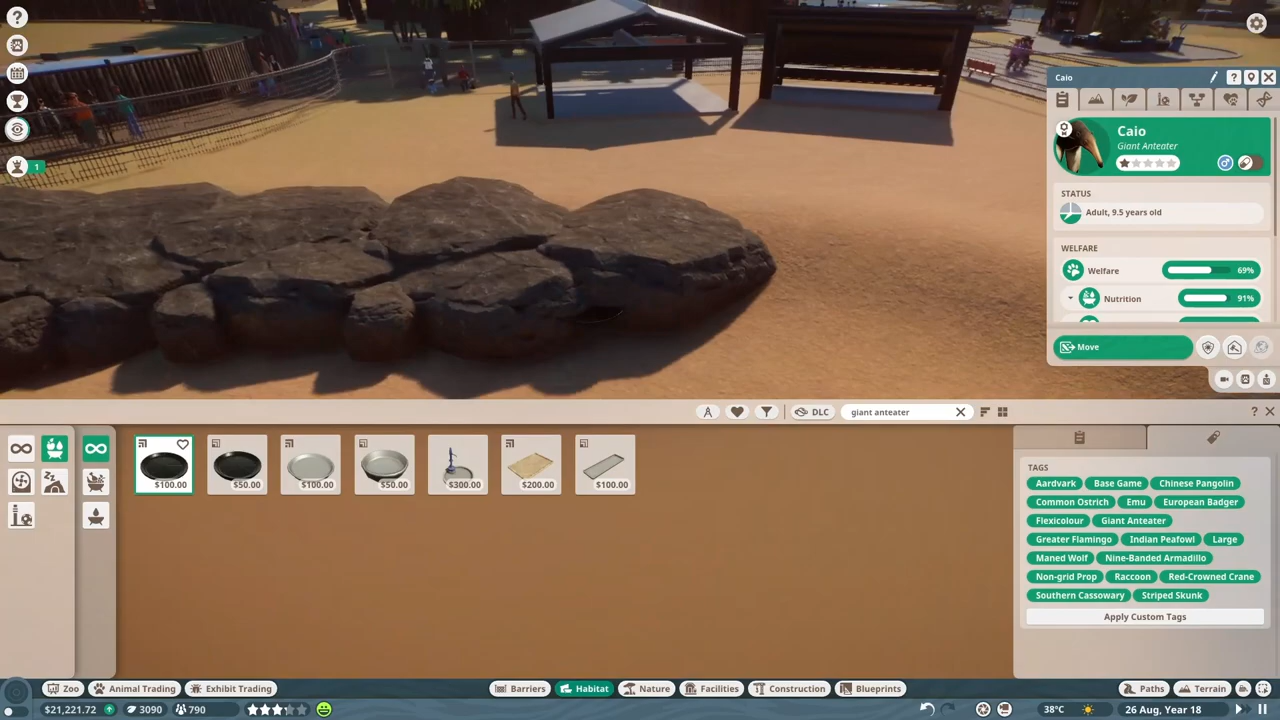 ?
1
Caio
?
Caio
Giant Anteater
STATUS
Adult, 9.5 years old
WELFARE
Welfare
69%
Nutrition
91%
Move
DLC
giant anteater
?
$100.00
$50.00
$100.00
$50.00
$300.00
$200.00
$100.00
TAGS
Aardvark Base Game Chinese Pangolin
Common Ostrich Emu European Badger
Flexicolour Giant Anteater
Greater Flamingo Indian Peafowl Large
Maned Wolf Nine-Banded Armadillo
Non-grid Prop Raccoon Red-Crowned Crane
Southern Cassowary Striped Skunk
Apply Custom Tags
Zoo Animal Trading Exhibit Trading Barriers Habitat Nature Facilities Construction Blueprints Paths Terrain
$21,221.72 3090 790 38°C 26 Aug, Year 18